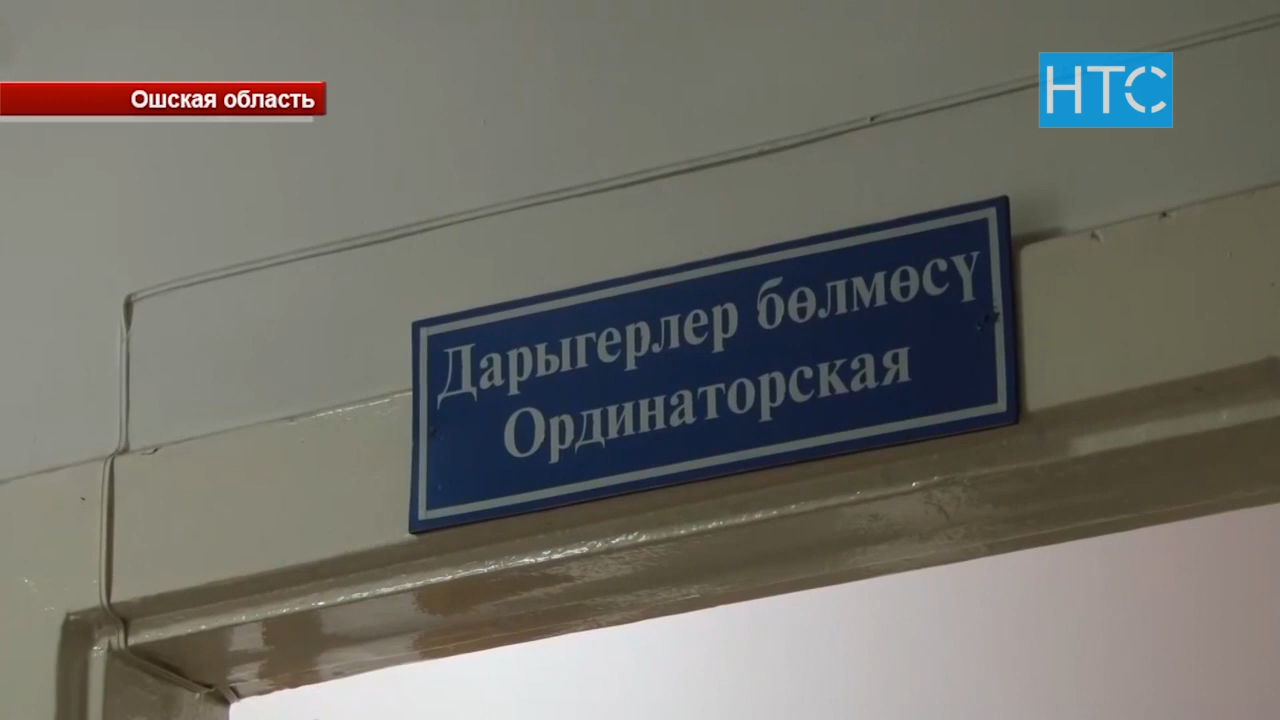 Ошская область
НТС
Дарыгерлер бөлмөсү
Ординаторская